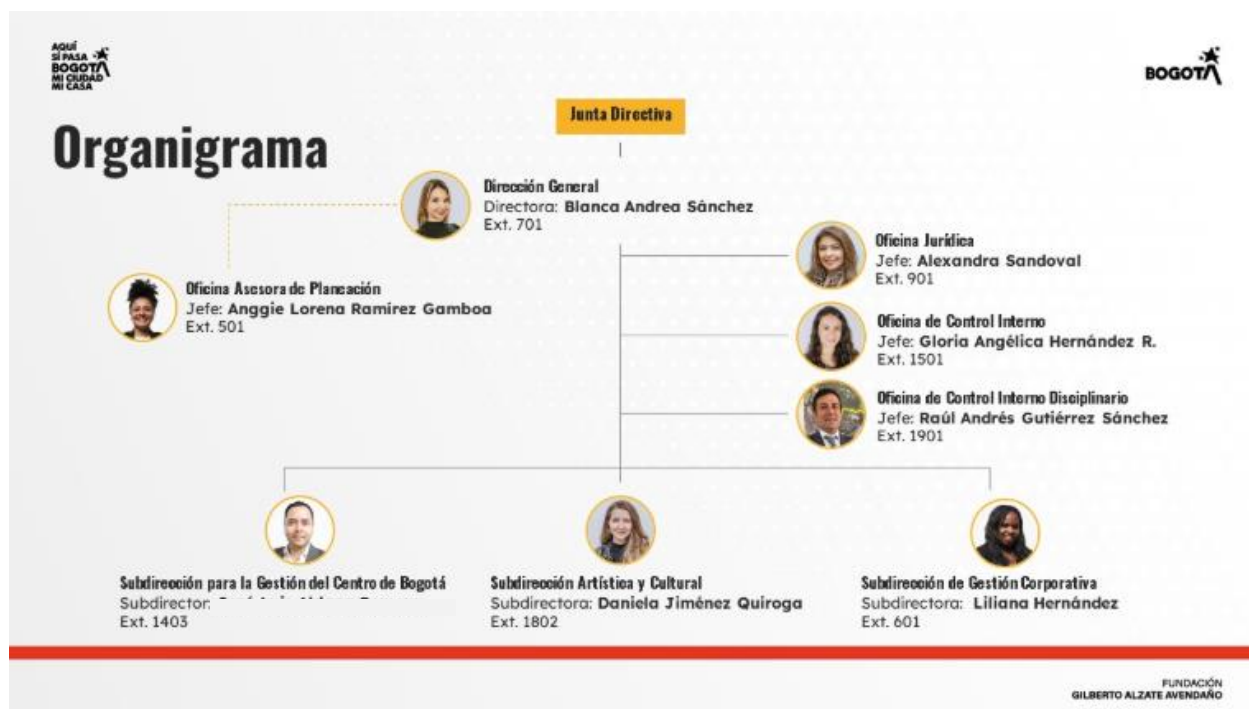 AQUÍ
SÍ PASA
BOGOTÁ
MI CIUDAD
MI CASA
BOGOTÁ
Organigrama
Junta Directiva
Dirección General
Directora: Blanca Andrea Sánchez
Ext. 701
Oficina Asesora de Planeación
Jefe: Anggie Lorena Ramírez Gamboa
Ext. 501
Oficina Jurídica
Jefe: Alexandra Sandoval
Ext. 901
Oficina de Control Interno
Jefe: Gloria Angélica Hernández R.
Ext. 1501
Oficina de Control Interno Disciplinario
Jefe: Raúl Andrés Gutiérrez Sánchez
Ext. 1901
Subdirección para la Gestión del Centro de Bogotá
Subdirector:
Ext. 1403
Subdirección Artística y Cultural
Subdirectora: Daniela Jiménez Quiroga
Ext. 1802
Subdirección de Gestión Corporativa
Subdirectora: Liliana Hernández
Ext. 601
FUNDACIÓN
GILBERTO ALZATE AVENDAÑO